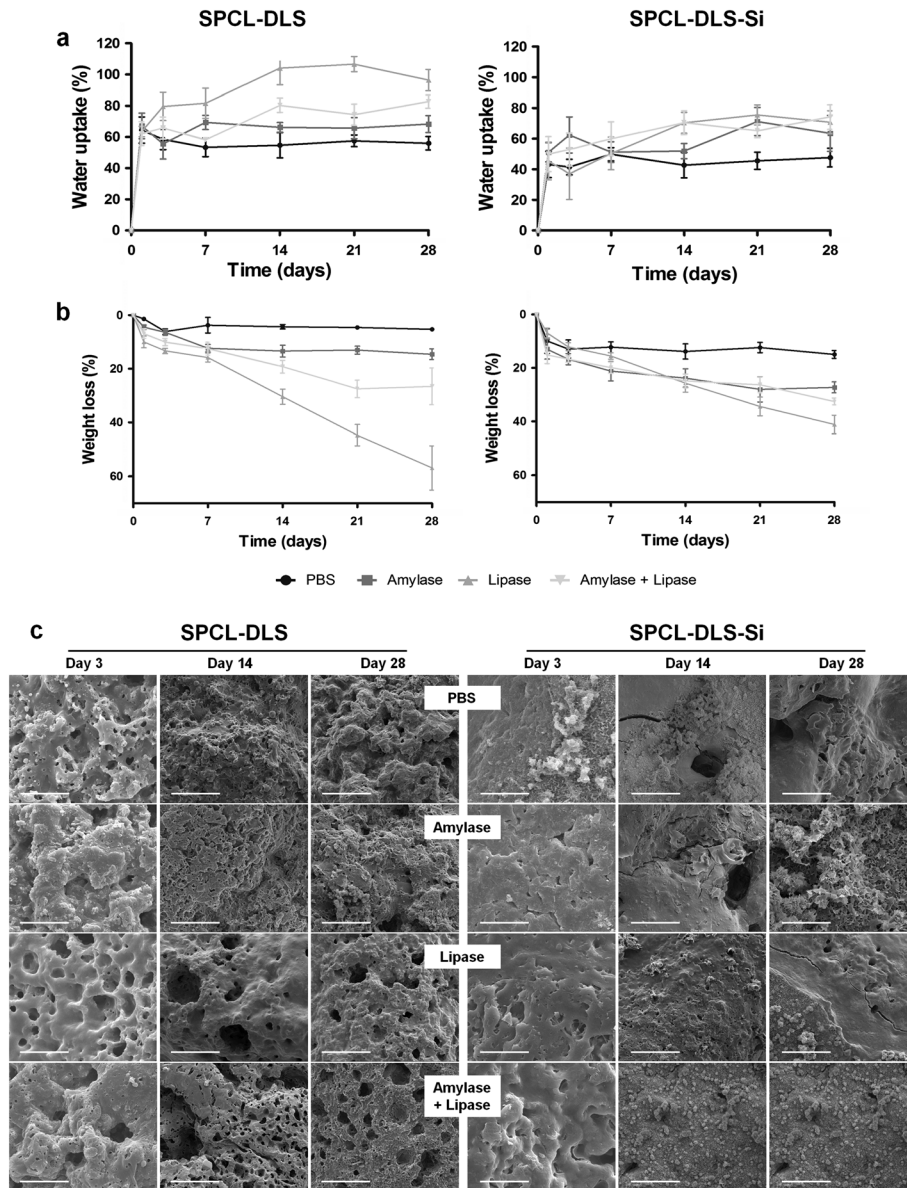 SPCL-DLS SPCL-DLS-Si
a
Water uptake (%)
120
100
80
60
40
20
0
0 7 14 21 28
Time (days)
Water uptake (%)
120
100
80
60
40
20
0
0 7 14 21 28
Time (days)
b
Weight loss (%)
0
20
40
60
0 7 14 21 28
Time (days)
Weight loss (%)
0
20
40
60
0 7 14 21 28
Time (days)
PBS Amylase Lipase Amylase + Lipase
c
SPCL-DLS SPCL-DLS-Si
Day 3 Day 14 Day 28 Day 3 Day 14 Day 28
PBS
Amylase
Lipase
Amylase
+ Lipase